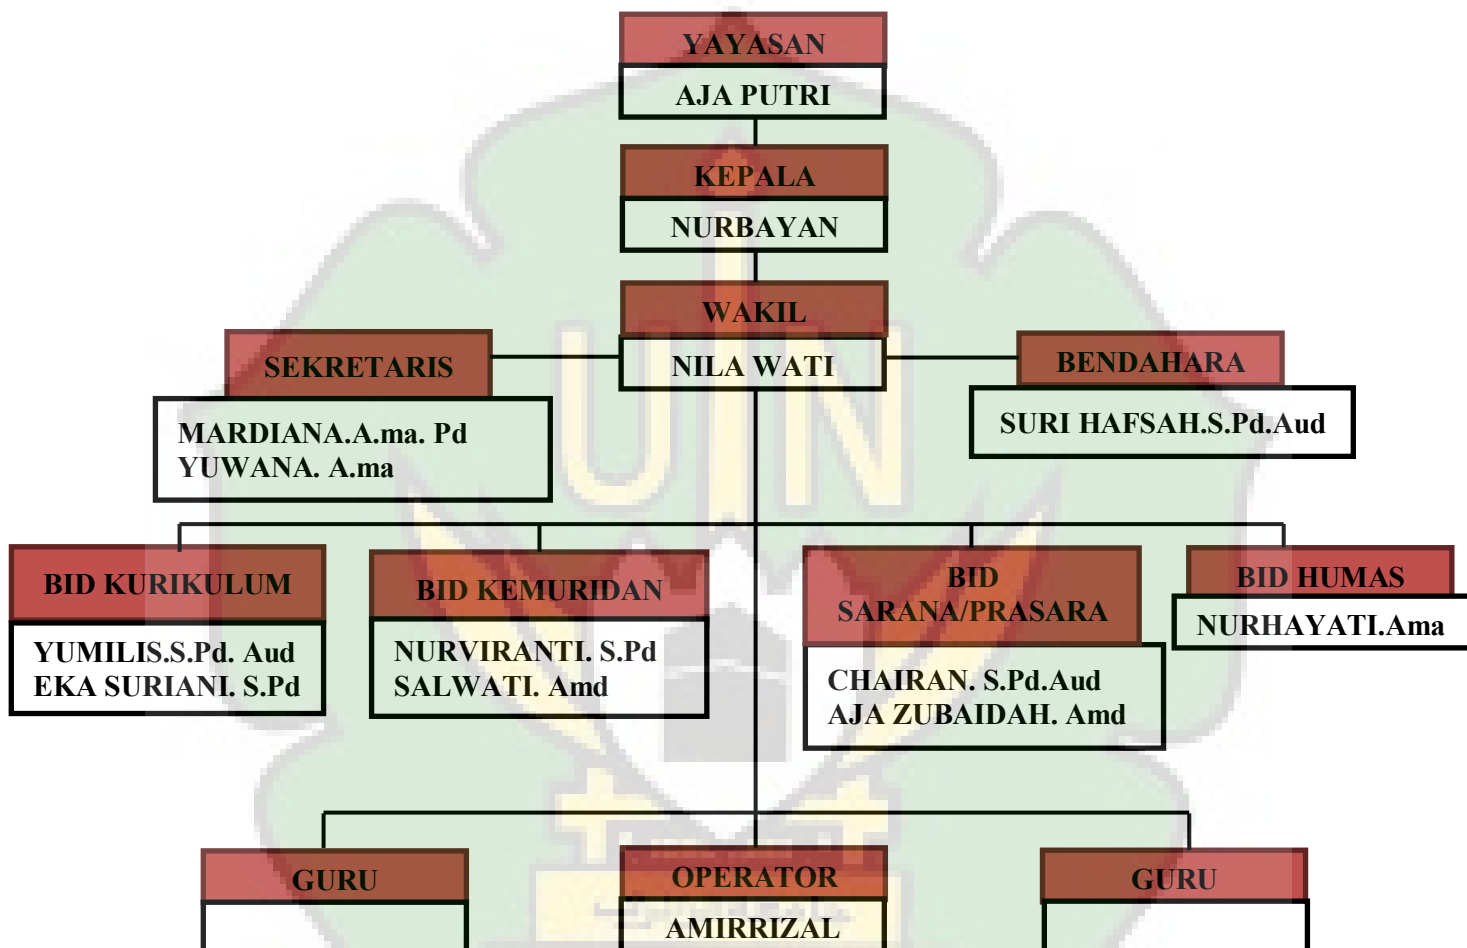 YAYASAN
AJA PUTRI
KEPALA
NURBAYAN
WAKIL
NILA WATI
SEKRETARIS
MARDIANA.A.ma. Pd
YUWANA. A.ma
BENDAHARA
SURI HAFSAH.S.Pd.Aud
BID KURIKULUM
YUMILIS.S.Pd. Aud
EKA SURIANI. S.Pd
BID KEMURIDAN
NURVIRANTI. S.Pd
SALWATI. Amd
BID
SARANA/PRASARA
CHAIRAN. S.Pd.Aud
AJA ZUBAIDAH. Amd
BID HUMAS
NURHAYATI.Ama
GURU
OPERATOR
AMIRRIZAL
GURU
UIN